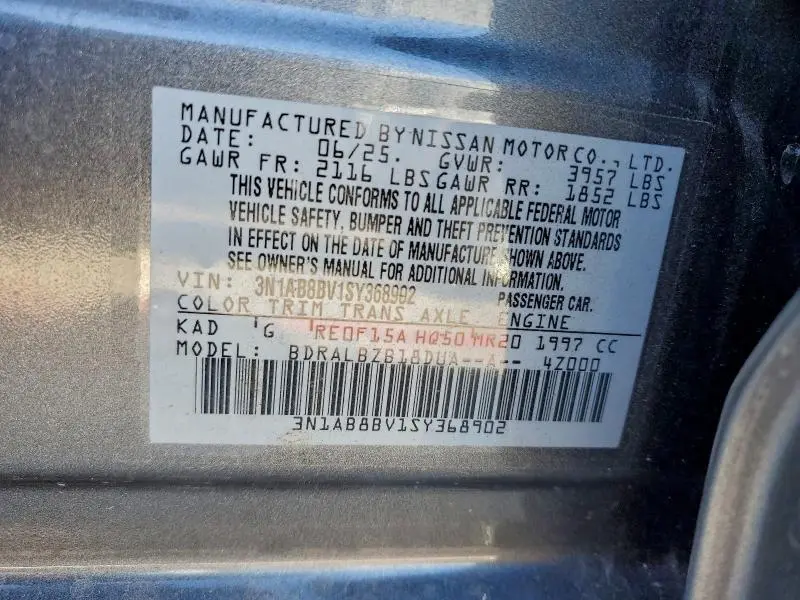 MANUFACTURED BY NISSAN MOTOR CO., LTD.
DATE: 06/25. GVWR: 3957 LBS
GAWR FR: 2116 LBS GAWR RR: 1852 LBS
THIS VEHICLE CONFORMS TO ALL APPLICABLE FEDERAL MOTOR
VEHICLE SAFETY, BUMPER AND THEFT PREVENTION STANDARDS
IN EFFECT ON THE DATE OF MANUFACTURE SHOWN ABOVE.
SEE OWNER'S MANUAL FOR ADDITIONAL INFORMATION.
VIN: 3N1AB8BV1SY368902 PASSENGER CAR.
COLOR TRIM TRANS AXLE ENGINE
KAD 'G 'RE0F15A HQ50 MR20 1997 CC
MODEL: BDRALBZB18DUA--A-- 4Z000
3N1AB8BV1SY368902